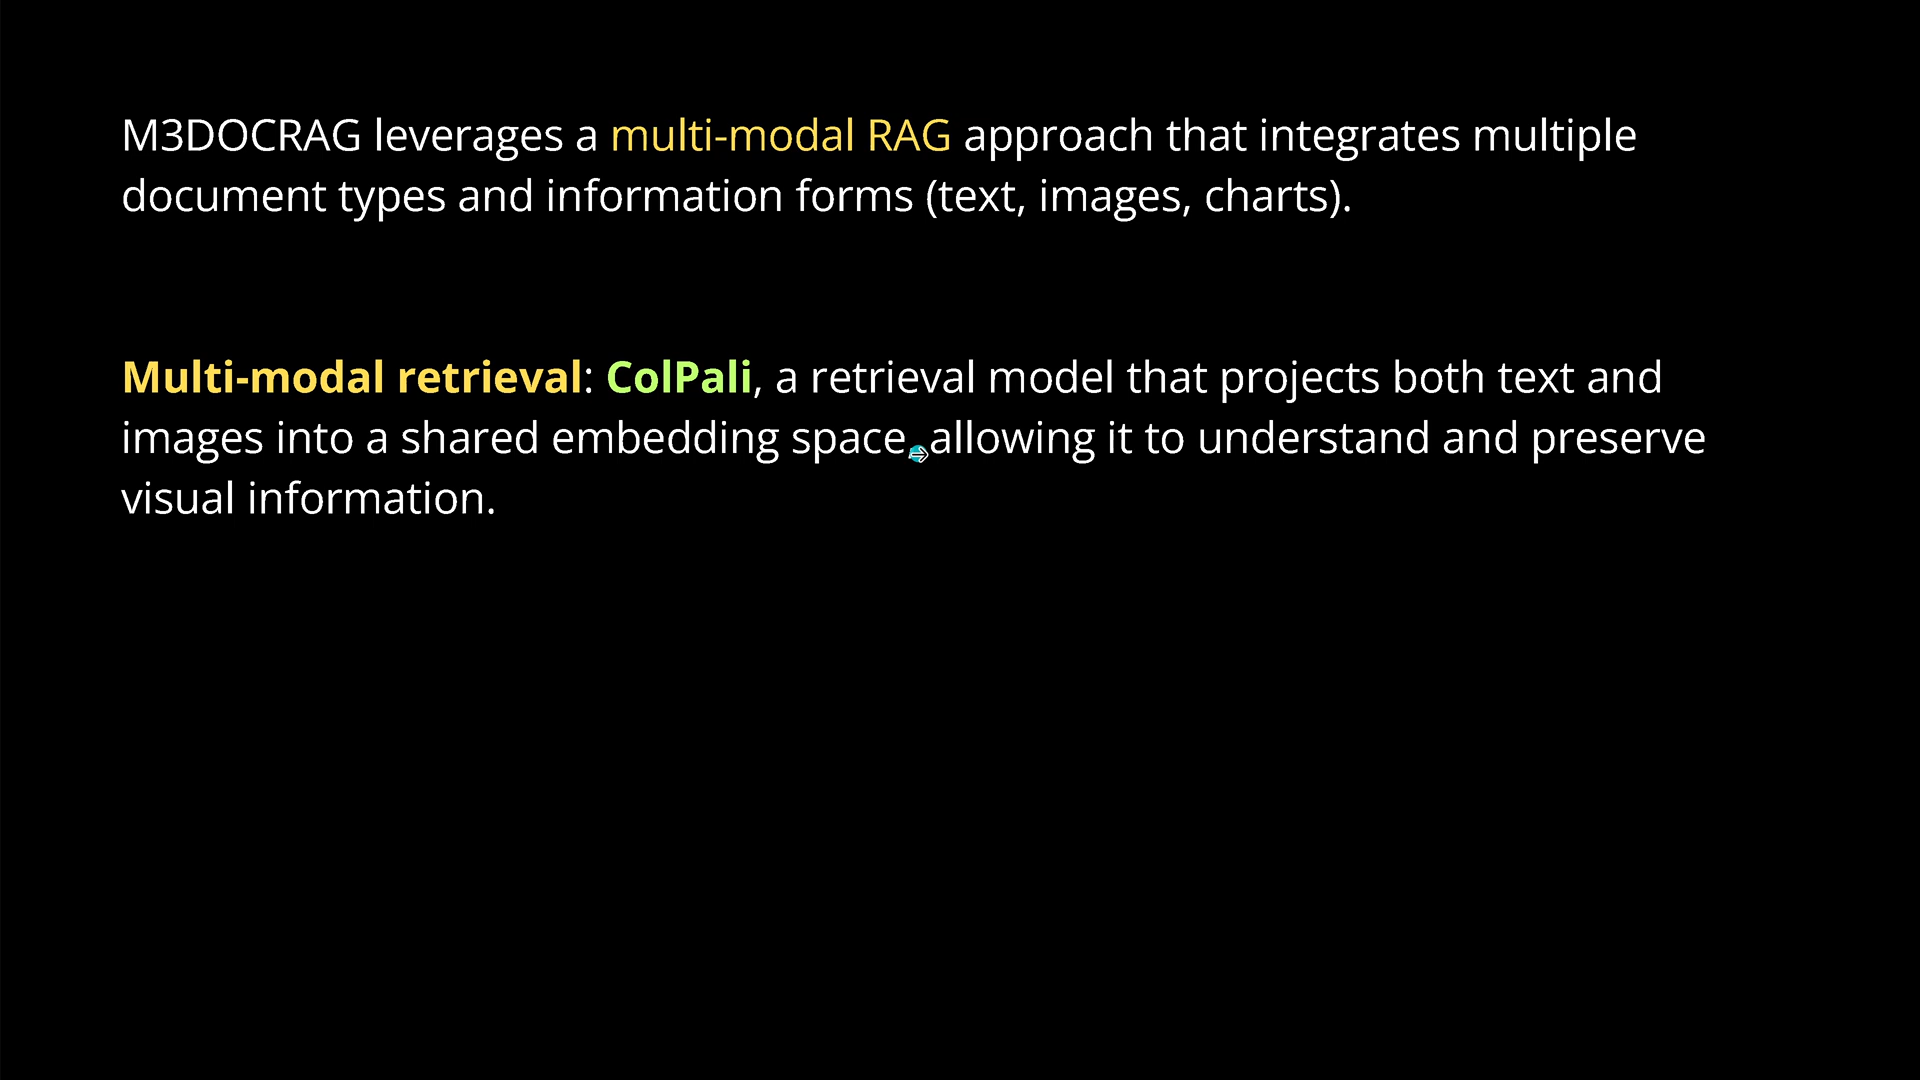 M3DOCRAG leverages a multi-modal RAG approach that integrates multiple
document types and information forms (text, images, charts).
Multi-modal retrieval: ColPali, a retrieval model that projects both text and
images into a shared embedding space, allowing it to understand and preserve
visual information.